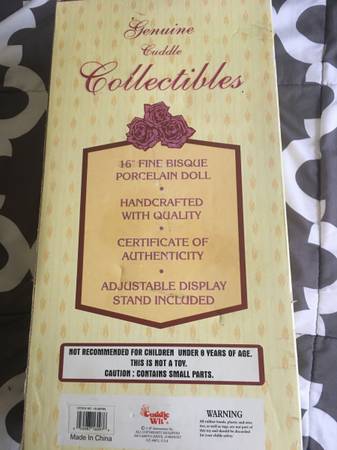 Genuine
Cuddle
Collectibles
16" FINE BISQUE
PORCELAIN DOLL
•
HANDCRAFTED
WITH QUALITY
•
CERTIFICATE OF
AUTHENTICITY
•
ADJUSTABLE DISPLAY
STAND INCLUDED
NOT RECOMMENDED FOR CHILDREN UNDER 8 YEARS OF AGE.
THIS IS NOT A TOY.
CAUTION : CONTAINS SMALL PARTS.
Made In China
Cuddle
Wit
WARNING